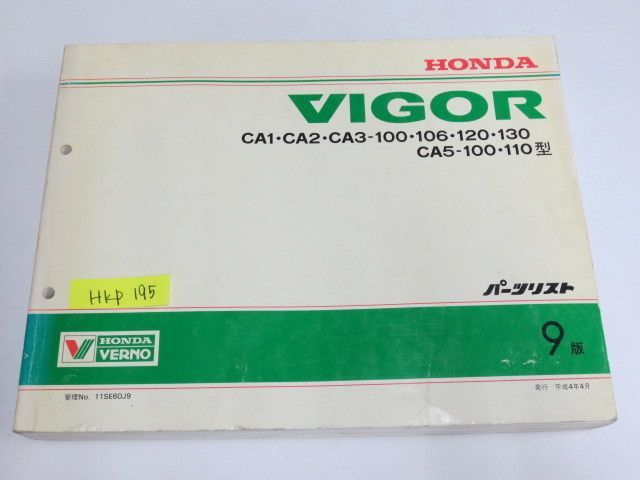 HONDA
VIGOR
CA1・CA2・CA3-100・106・120・130
CA5-100・110型
HKP 195
パーツリスト
HONDA
VERNO
9版
管理No. 11SE60J9
発行 平成4年4月